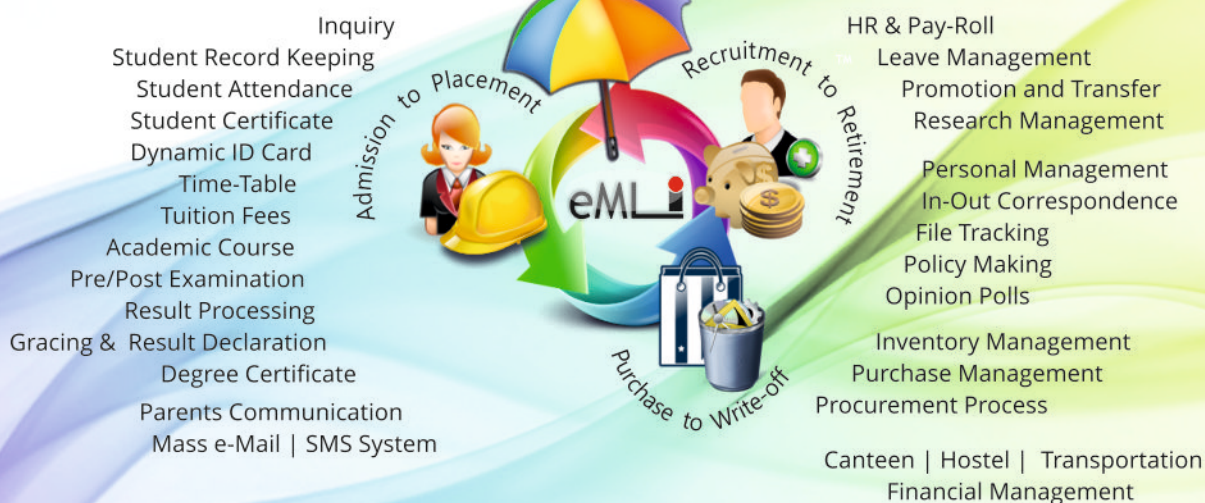 Inquiry
Student Record Keeping
Student Attendance
Student Certificate
Dynamic ID Card
Time-Table
Tuition Fees
Academic Course
Pre/Post Examination
Result Processing
Gracing & Result Declaration
Degree Certificate
Parents Communication
Mass e-Mail | SMS System
Admission to Placement
Recruitment to Retirement
Purchase to Write-off
eMLi
TM
HR & Pay-Roll
Leave Management
Promotion and Transfer
Research Management
Personal Management
In-Out Correspondence
File Tracking
Policy Making
Opinion Polls
Inventory Management
Purchase Management
Procurement Process
Canteen | Hostel | Transportation
Financial Management